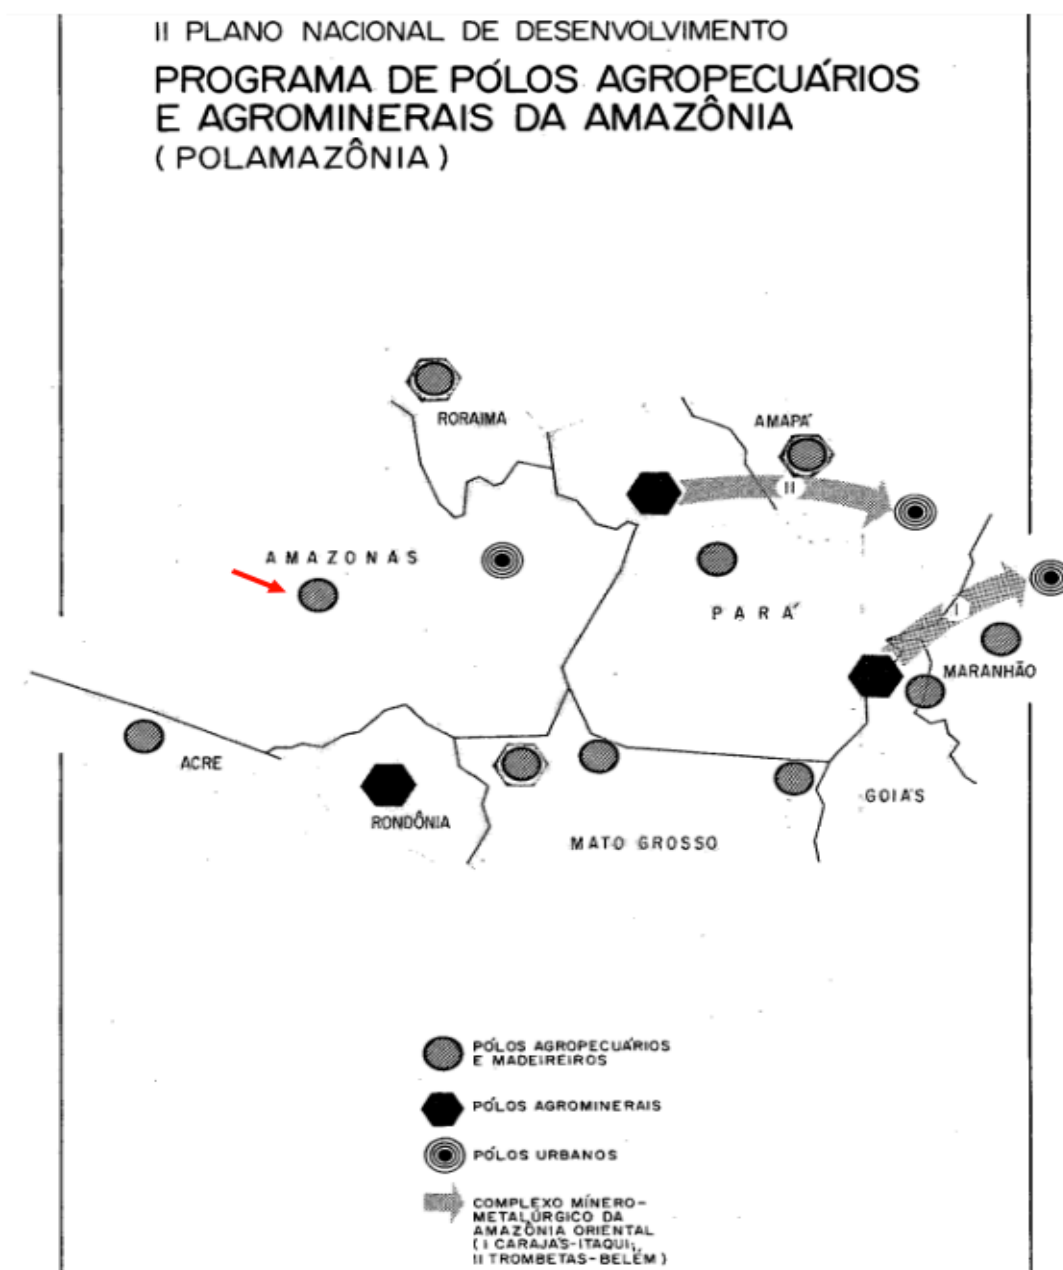 II PLANO NACIONAL DE DESENVOLVIMENTO
PROGRAMA DE PÓLOS AGROPECUÁRIOS
E AGROMINERAIS DA AMAZÔNIA
(POLAMAZÔNIA)
RORAIMA
AMAPÁ
II
AMAZONAS
I
PARÁ
MARANHÃO
ACRE
GOIÁS
RONDÔNIA
MATO GROSSO
PÓLOS AGROPECUÁRIOS
E MADEIREIROS
PÓLOS AGROMINERAIS
PÓLOS URBANOS
COMPLEXO MÍNERO-
METALÚRGICO DA
AMAZÔNIA ORIENTAL
(I CARAJÁS-ITAQUI;
II TROMBETAS-BELÉM)